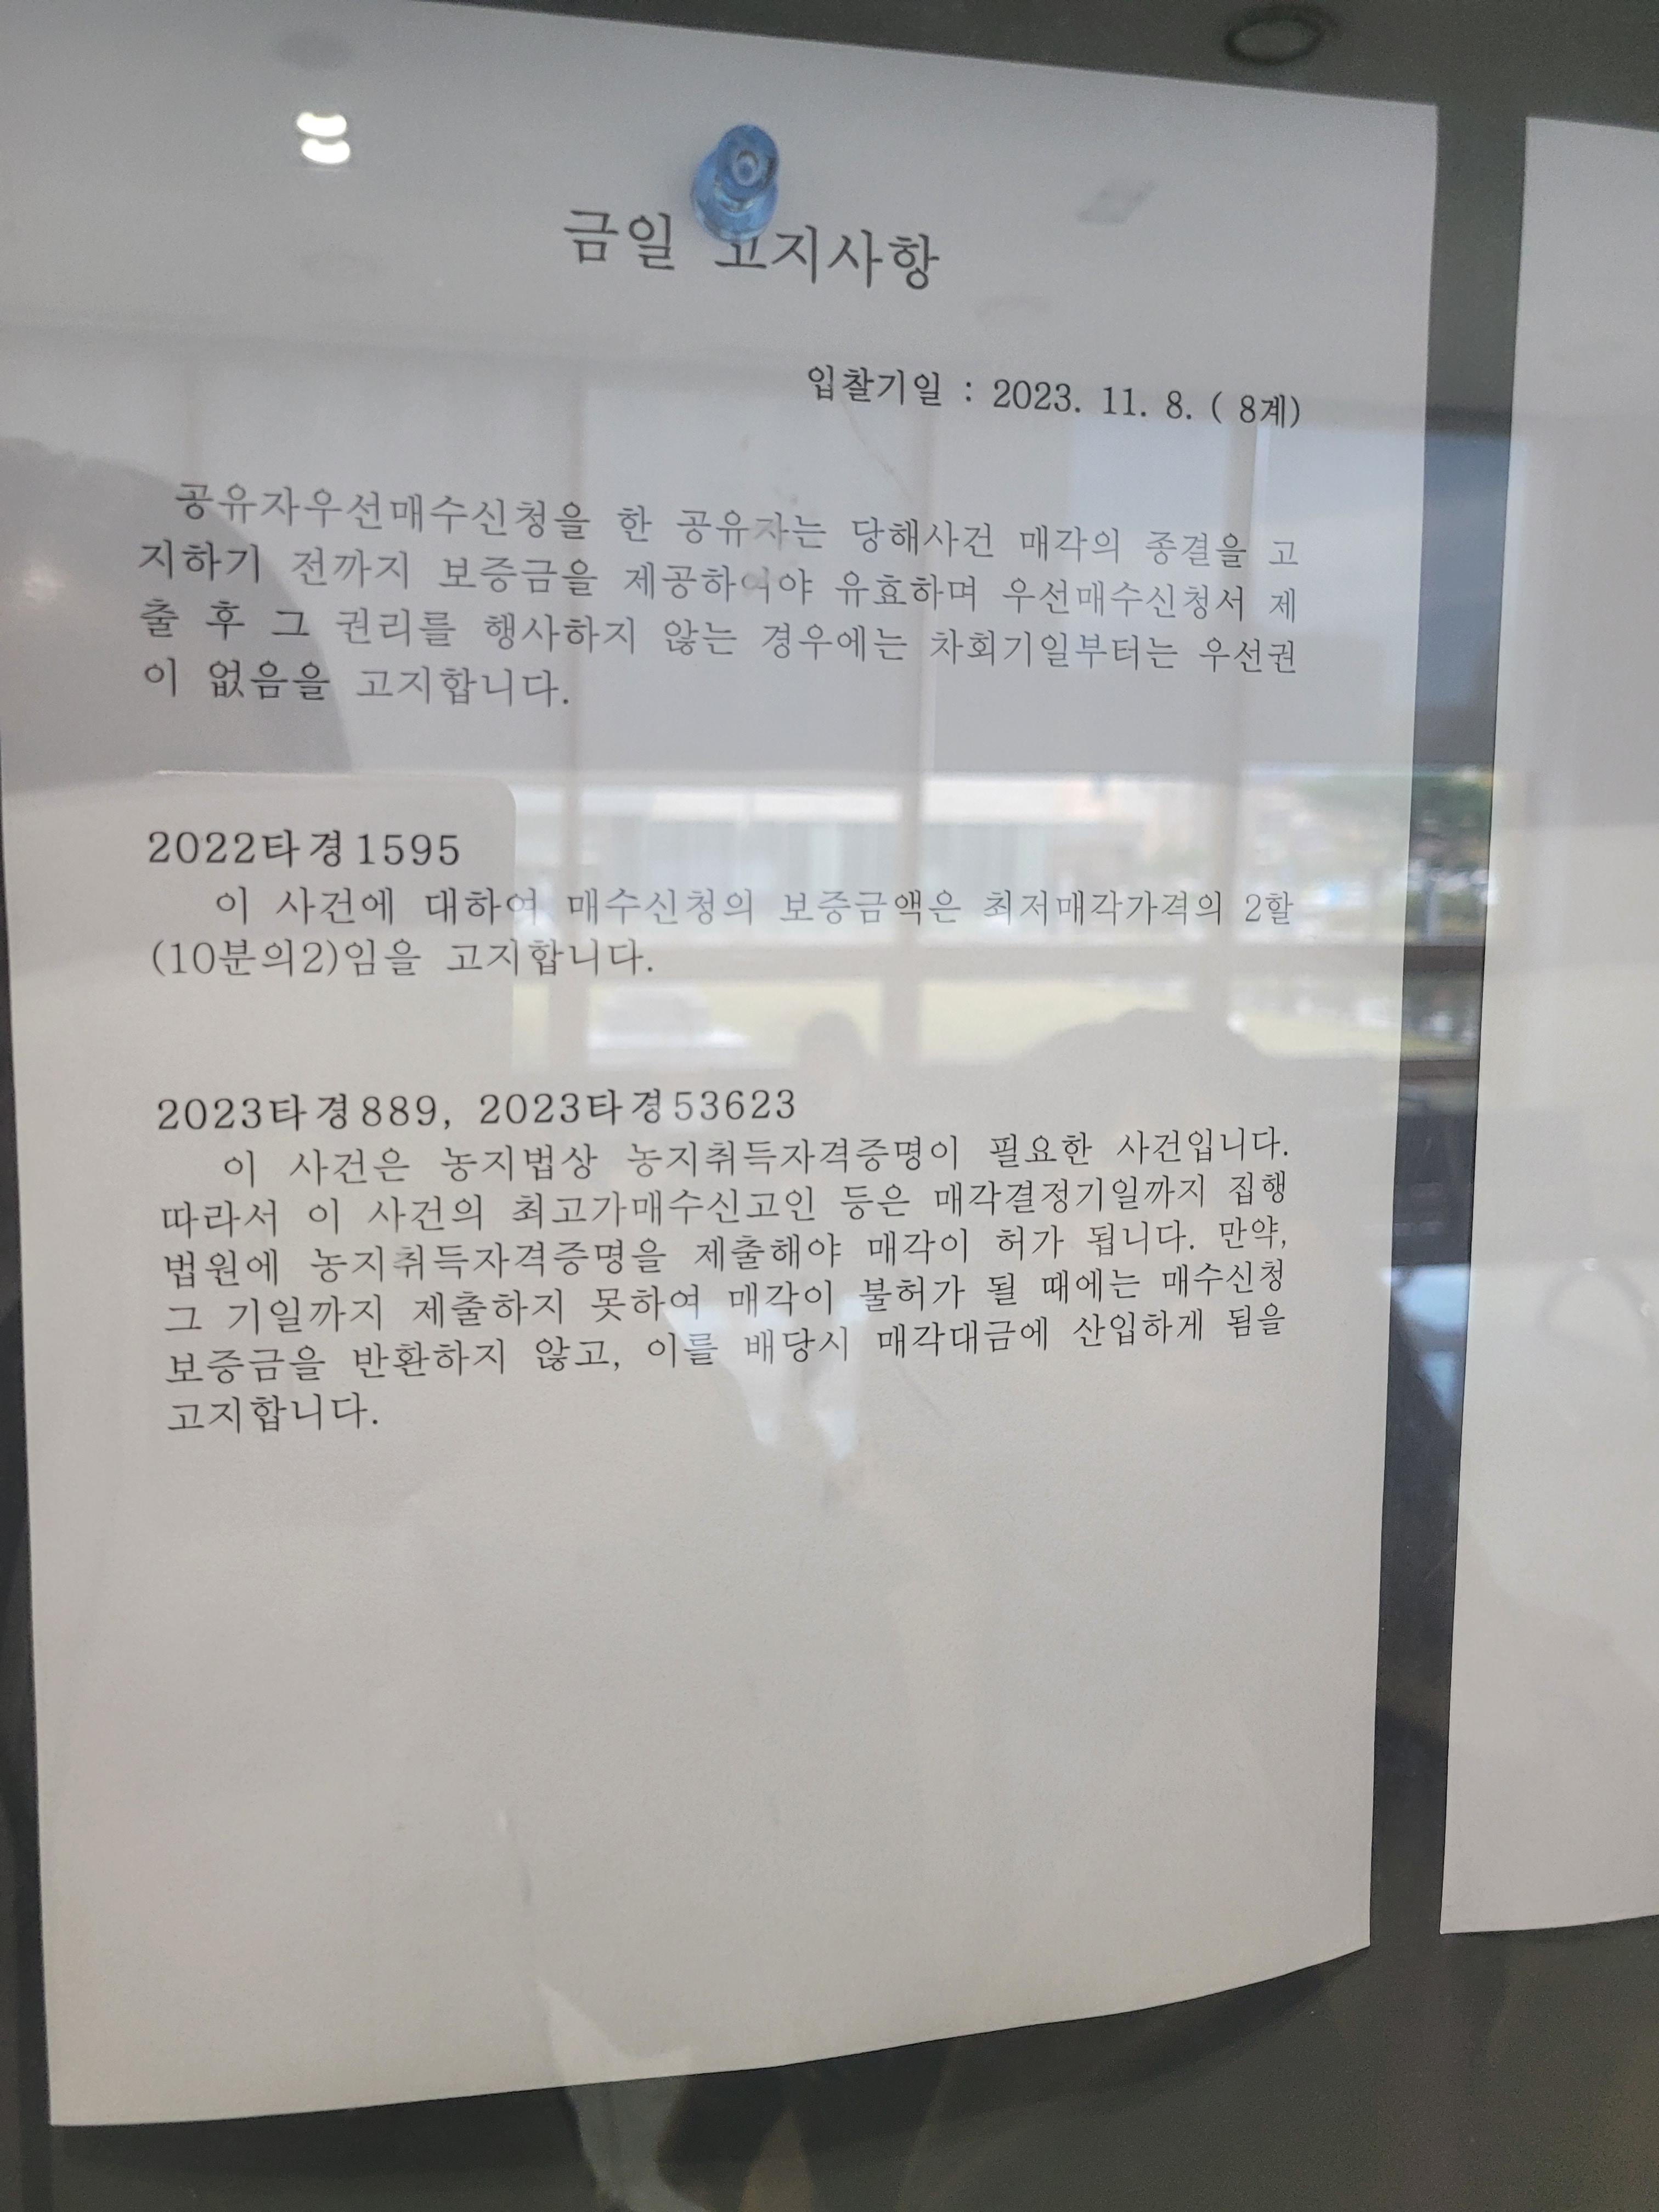 금일 고지사항
입찰기일 : 2023. 11. 8. ( 8계)
공유자우선매수신청을 한 공유자는 당해사건 매각의 종결을 고
지하기 전까지 보증금을 제공하여야 유효하며 우선매수신청서 제
출 후 그 권리를 행사하지 않는 경우에는 차회기일부터는 우선권
이 없음을 고지합니다.
2022타경1595
이 사건에 대하여 매수신청의 보증금액은 최저매각가격의 2할
(10분의2)임을 고지합니다.
2023타경889, 2023타경53623
이 사건은 농지법상 농지취득자격증명이 필요한 사건입니다.
따라서 이 사건의 최고가매수신고인 등은 매각결정기일까지 집행
법원에 농지취득자격증명을 제출해야 매각이 허가 됩니다. 만약,
그 기일까지 제출하지 못하여 매각이 불허가 될 때에는 매수신청
보증금을 반환하지 않고, 이를 배당시 매각대금에 산입하게 됨을
고지합니다.